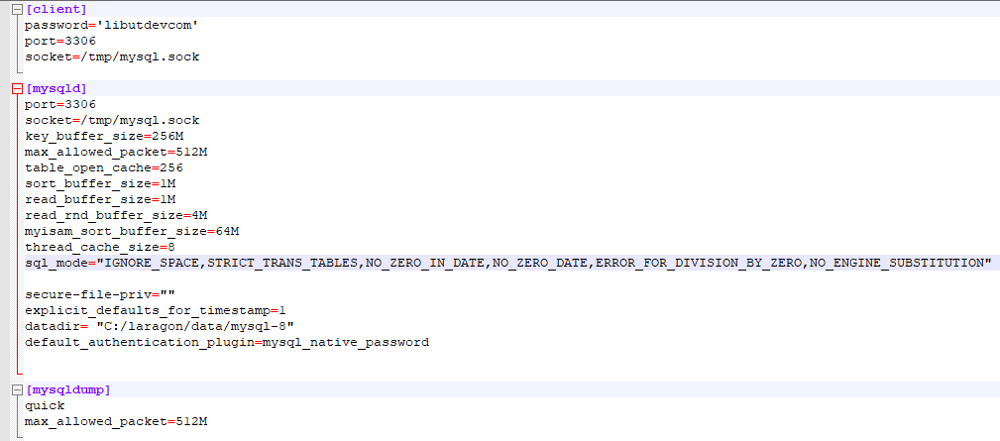 [client]
password='libutdevcom'
port=3306
socket=/tmp/mysql.sock
[mysqld]
port=3306
socket=/tmp/mysql.sock
key_buffer_size=256M
max_allowed_packet=512M
table_open_cache=256
sort_buffer_size=1M
read_buffer_size=1M
read_rnd_buffer_size=4M
myisam_sort_buffer_size=64M
thread_cache_size=8
sql_mode="IGNORE_SPACE,STRICT_TRANS_TABLES,NO_ZERO_IN_DATE,NO_ZERO_DATE,ERROR_FOR_DIVISION_BY_ZERO,NO_ENGINE_SUBSTITUTION"
secure-file-priv=""
explicit_defaults_for_timestamp=1
datadir= "C:/laragon/data/mysql-8"
default_authentication_plugin=mysql_native_password
[mysqldump]
quick
max_allowed_packet=512M